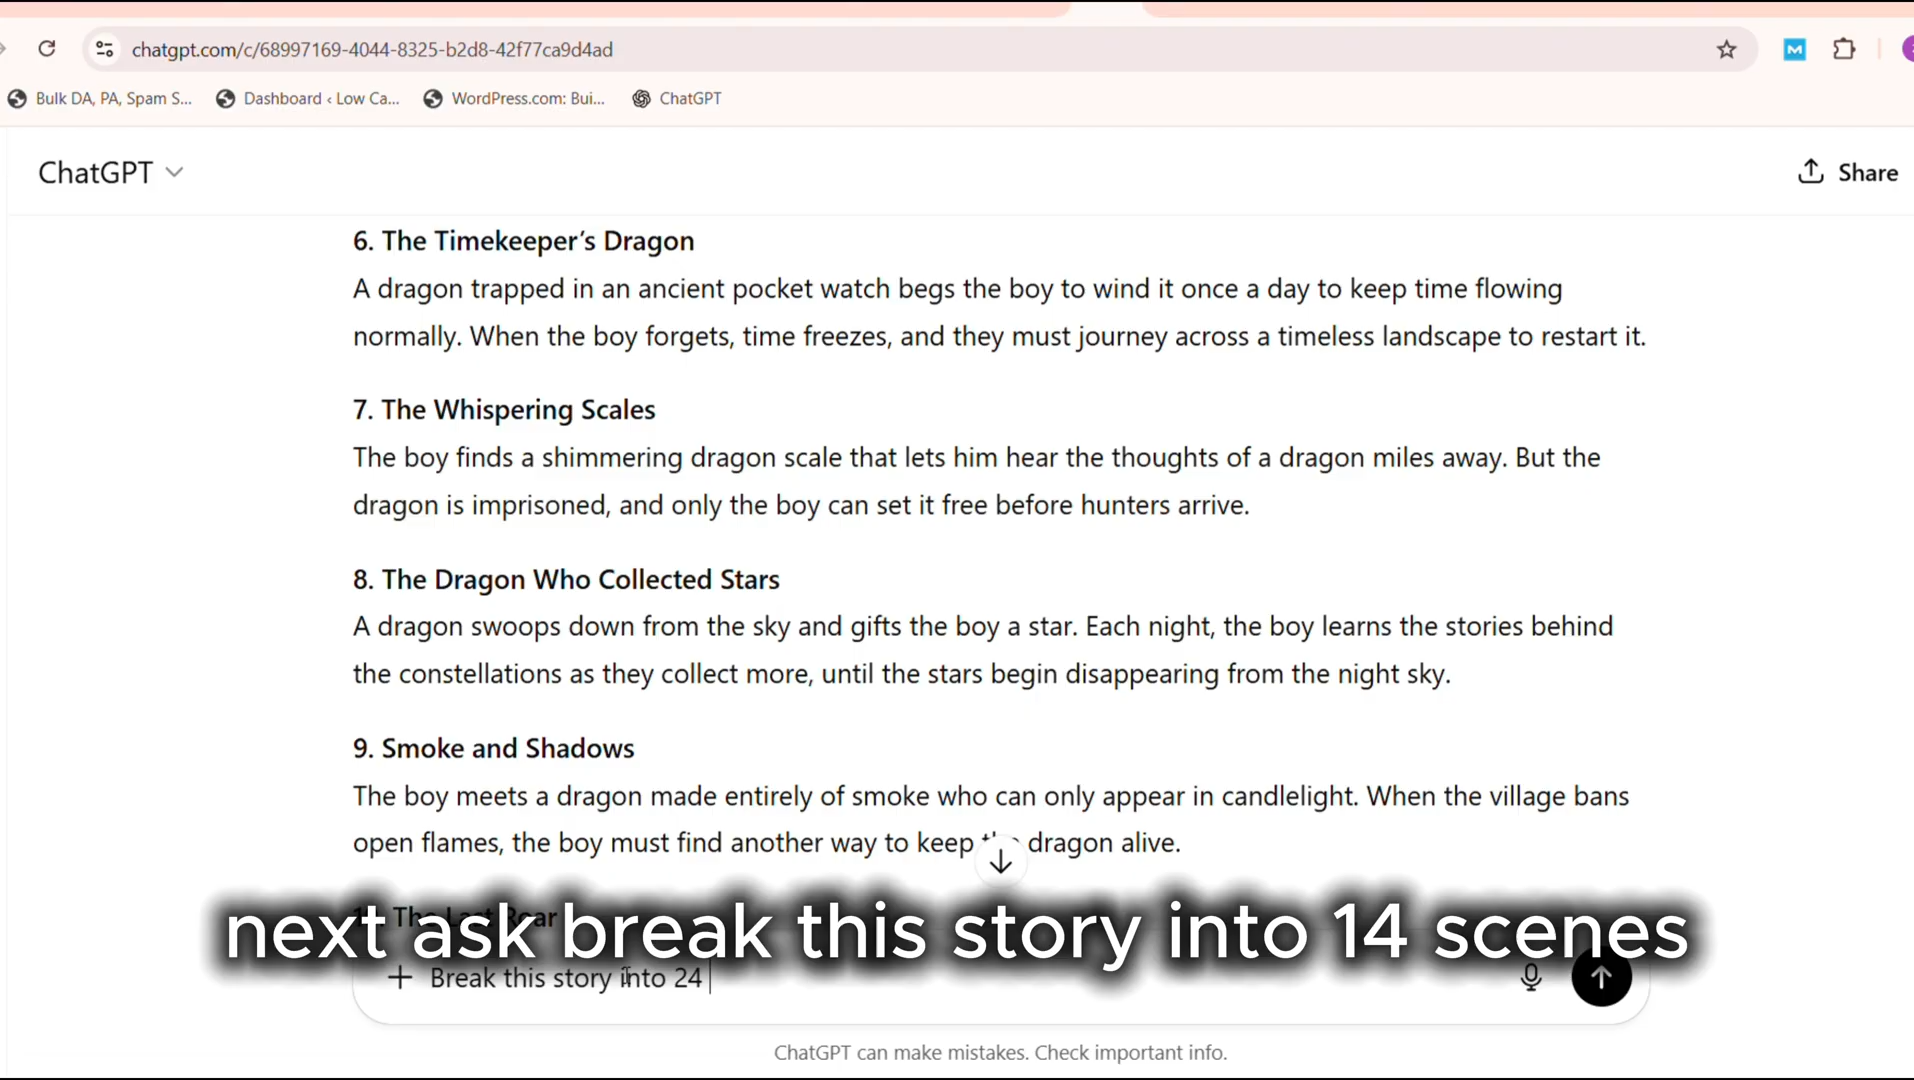 chatgpt.com/c/68997169-4044-8325-b2d8-42f77ca9d4ad
Bulk DA, PA, Spam S... Dashboard ‹ Low Ca... WordPress.com: Bui... ChatGPT
ChatGPT Share
6. The Timekeeper’s Dragon
A dragon trapped in an ancient pocket watch begs the boy to wind it once a day to keep time flowing
normally. When the boy forgets, time freezes, and they must journey across a timeless landscape to restart it.
7. The Whispering Scales
The boy finds a shimmering dragon scale that lets him hear the thoughts of a dragon miles away. But the
dragon is imprisoned, and only the boy can set it free before hunters arrive.
8. The Dragon Who Collected Stars
A dragon swoops down from the sky and gifts the boy a star. Each night, the boy learns the stories behind
the constellations as they collect more, until the stars begin disappearing from the night sky.
9. Smoke and Shadows
The boy meets a dragon made entirely of smoke who can only appear in candlelight. When the village bans
open flames, the boy must find another way to keep dragon alive.
The Last Roar
next ask break this story into 14 scenes
Break this story into 24
ChatGPT can make mistakes. Check important info.